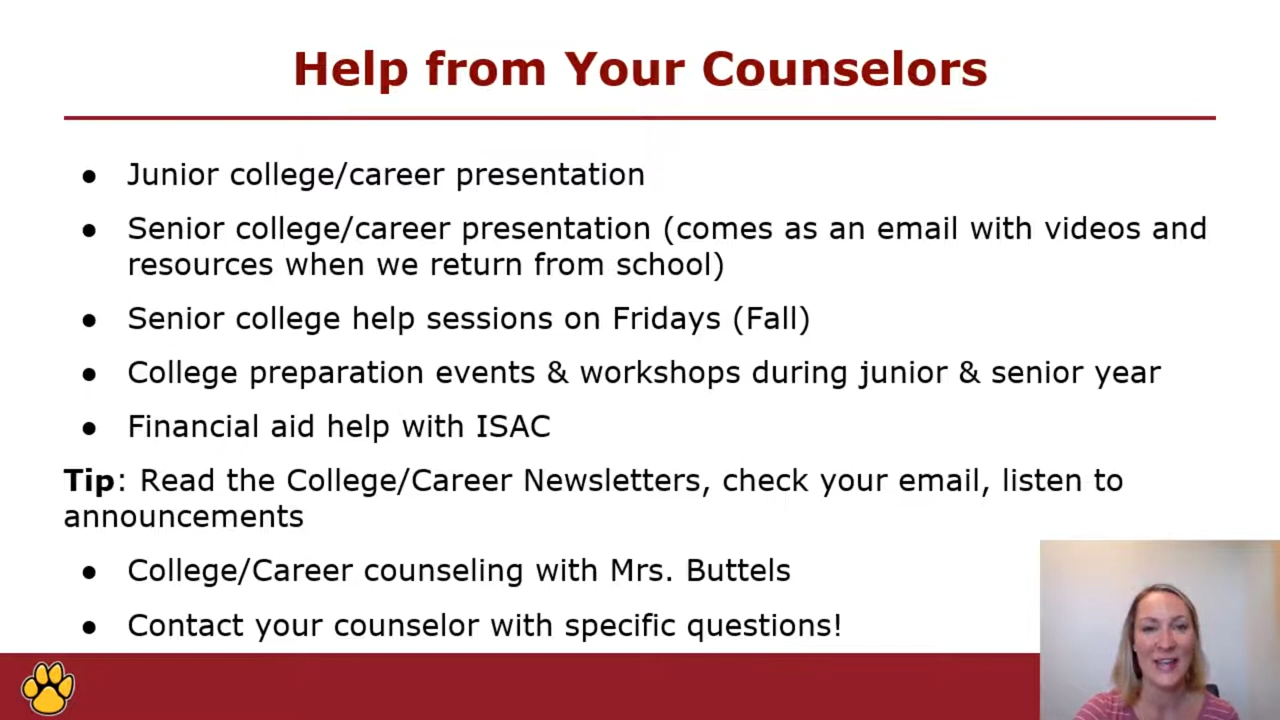 Help from Your Counselors
● Junior college/career presentation
● Senior college/career presentation (comes as an email with videos and
resources when we return from school)
● Senior college help sessions on Fridays (Fall)
● College preparation events & workshops during junior & senior year
● Financial aid help with ISAC
Tip: Read the College/Career Newsletters, check your email, listen to
announcements
● College/Career counseling with Mrs. Buttels
● Contact your counselor with specific questions!